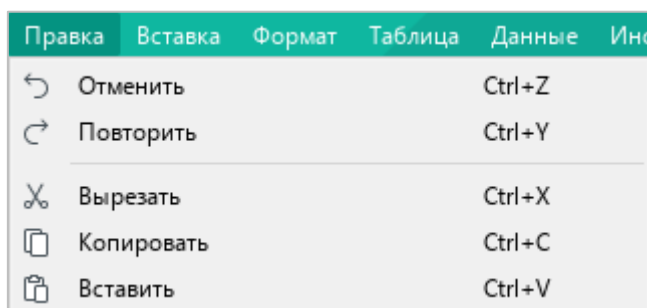 Правка Вставка Формат Таблица Данные
Отменить Ctrl+Z
Повторить Ctrl+Y
Вырезать Ctrl+X
Копировать Ctrl+C
Вставить Ctrl+V